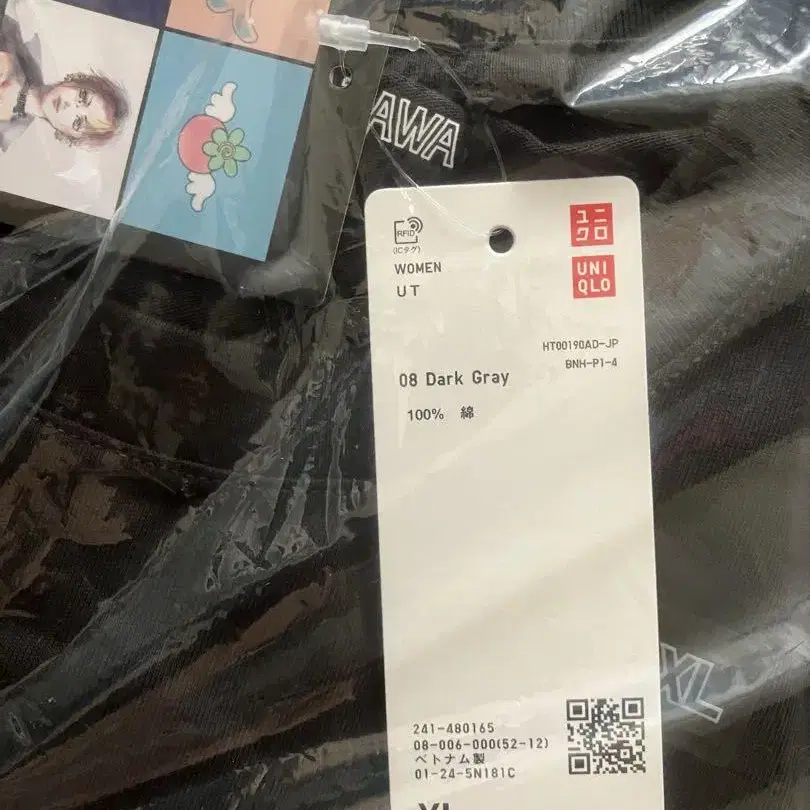 AWA
RFID
(ICタグ)
WOMEN
UT
ユニ
クロ
UNI
QLO
HT00190AD-JP
BNH-P1-4
08 Dark Gray
100% 綿
241-480165
08-006-000(52-12)
ベトナム製
01-24-5N181C
XL
XL